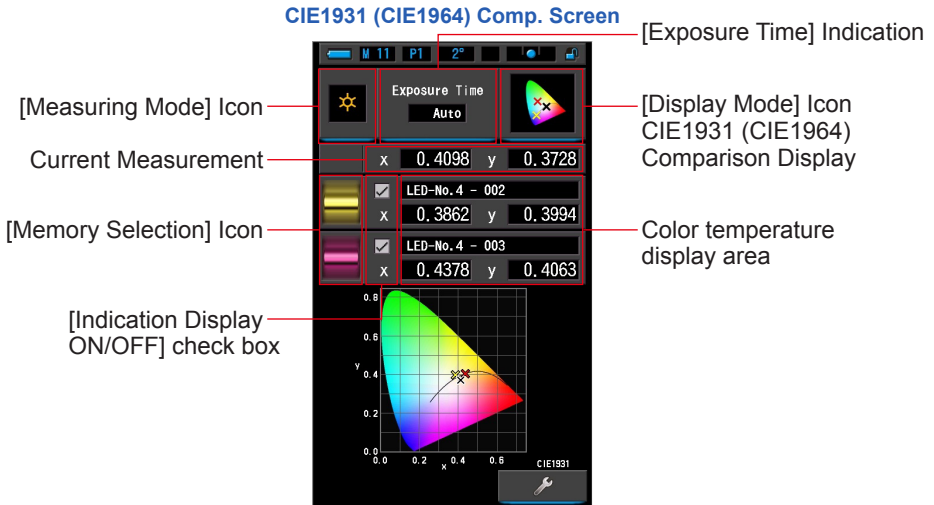 CIE1931 (CIE1964) Comp. Screen
[Exposure Time] Indication
M 11 P1 2°
[Measuring Mode] Icon
Exposure Time
Auto
[Display Mode] Icon
CIE1931 (CIE1964)
Comparison Display
Current Measurement
x 0.4098 y 0.3728
LED-No.4 - 002
x 0.3862 y 0.3994
[Memory Selection] Icon
LED-No.4 - 003
x 0.4378 y 0.4063
Color temperature
display area
[Indication Display
ON/OFF] check box
0.8
0.6
y
0.4
0.2
0.0
0.0 0.2 x 0.4 0.6
CIE1931